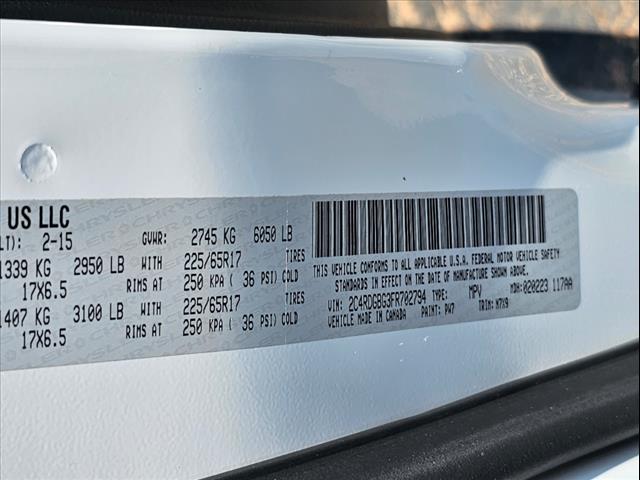 US LLC
LT): 2-15 GVWR: 2745 KG 6050 LB
1339 KG 2950 LB WITH 225/65R17 TIRES
17X6.5 RIMS AT 250 KPA ( 36 PSI) COLD
1407 KG 3100 LB WITH 225/65R17 TIRES
17X6.5 RIMS AT 250 KPA ( 36 PSI) COLD
THIS VEHICLE CONFORMS TO ALL APPLICABLE U.S.A. FEDERAL MOTOR VEHICLE SAFETY
STANDARDS IN EFFECT ON THE DATE OF MANUFACTURE SHOWN ABOVE.
VIN: 2C4RDGBG3FR702794 TYPE: MPV MDH: 020223 117AA
VEHICLE MADE IN CANADA PAINT: PW7 TRIM: H7X9